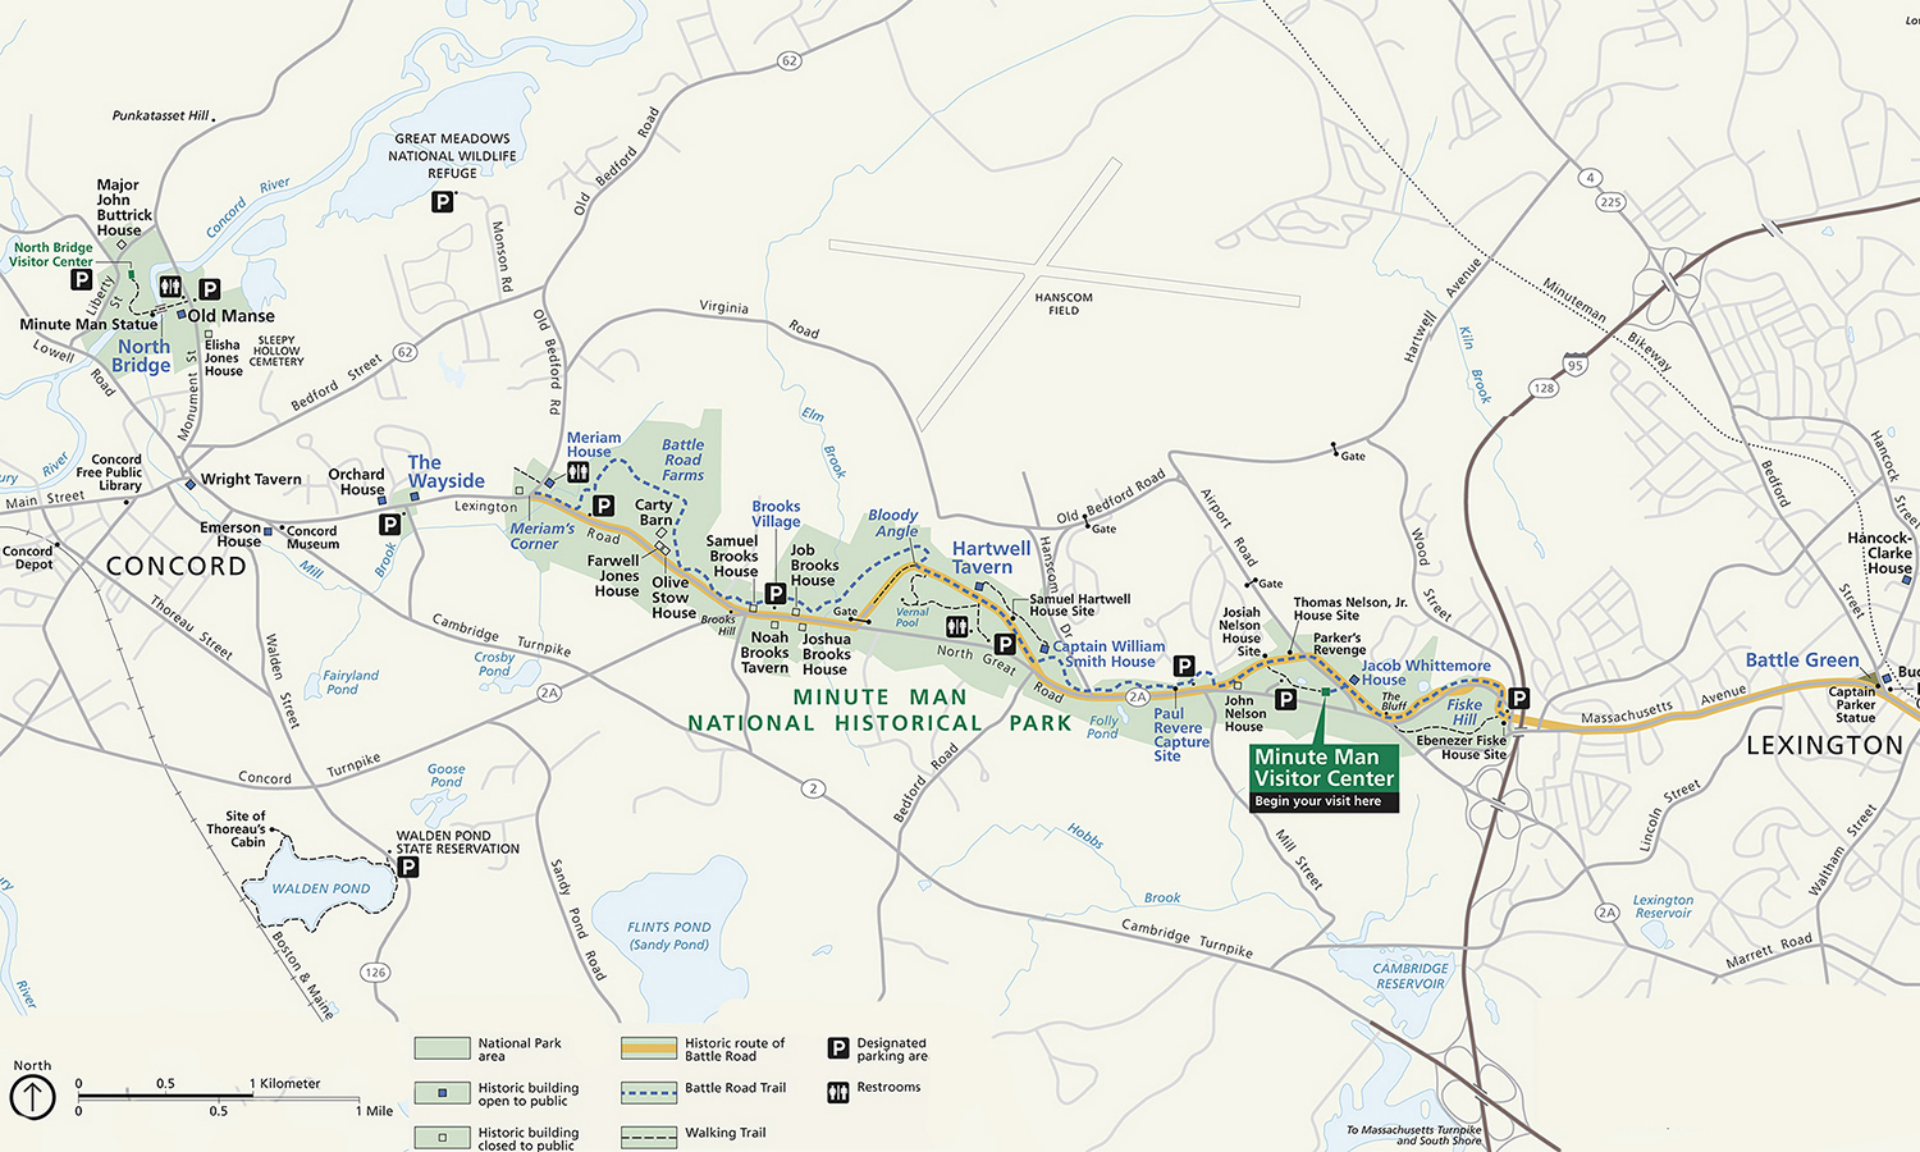 62
Punkatasset Hill
GREAT MEADOWS
NATIONAL WILDLIFE
REFUGE
P
Old Bedford Road
Monson Rd
Concord River
Major
John
Buttrick
House
North Bridge
Visitor Center
P
P
Liberty
St
Minute Man Statue
Old Manse
North
Bridge
Elisha
Jones
House
SLEEPY
HOLLOW
CEMETERY
Lowell
Road
Monument St
Bedford Street
62
Old Bedford Rd
Virginia Road
HANSCOM
FIELD
4
225
Hartwell Avenue
Minuteman Bikeway
Kiln Brook
95
128
Elm Brook
Hancock Street
Bedford Street
Hancock-
Clarke
House
River
Concord
Free Public
Library
Main Street
Wright Tavern
Orchard
House
The
Wayside
P
Emerson
House
Concord
Museum
Concord
Depot
CONCORD
Mill Brook
Lexington Road
Meriam
House
Meriam's
Corner
Battle
Road
Farms
P
Carty
Barn
Farwell
Jones
House
Olive
Stow
House
Samuel
Brooks
House
Brooks
Village
P
Job
Brooks
House
Brooks
Hill
Noah
Brooks
Tavern
Joshua
Brooks
House
Gate
Bloody
Angle
Vernal
Pool
Hartwell
Tavern
Samuel Hartwell
House Site
P
Captain William
Smith House
Hanscom Dr
North Great Road
Old Bedford Road
Gate
Gate
Airport Road
Gate
Wood Street
P
2A
Folly
Pond
Paul
Revere
Capture
Site
Josiah
Nelson
House
Site
Thomas Nelson, Jr.
House Site
Parker's
Revenge
Jacob Whittemore
House
John
Nelson
House
P
The
Bluff
Fiske
Hill
Ebenezer Fiske
House Site
P
Minute Man
Visitor Center
Begin your visit here
Massachusetts Avenue
Battle Green
Captain
Parker
Statue
LEXINGTON
MINUTE MAN
NATIONAL HISTORICAL PARK
Thoreau Street
Walden Street
Cambridge Turnpike
Fairyland
Pond
Crosby
Pond
2A
Concord Turnpike
Goose
Pond
Site of
Thoreau's
Cabin
WALDEN POND
STATE RESERVATION
P
WALDEN POND
Boston & Maine
126
River
Sandy Pond Road
FLINTS POND
(Sandy Pond)
2
Bedford Road
Hobbs Brook
Cambridge Turnpike
Mill Street
CAMBRIDGE
RESERVOIR
Lincoln Street
Waltham Street
2A
Lexington
Reservoir
Marrett Road
To Massachusetts Turnpike
and South Shore
North
0 0.5 1 Kilometer
0 0.5 1 Mile
National Park
area
Historic building
open to public
Historic building
closed to public
Historic route of
Battle Road
Battle Road Trail
Walking Trail
P
Designated
parking are
Restrooms